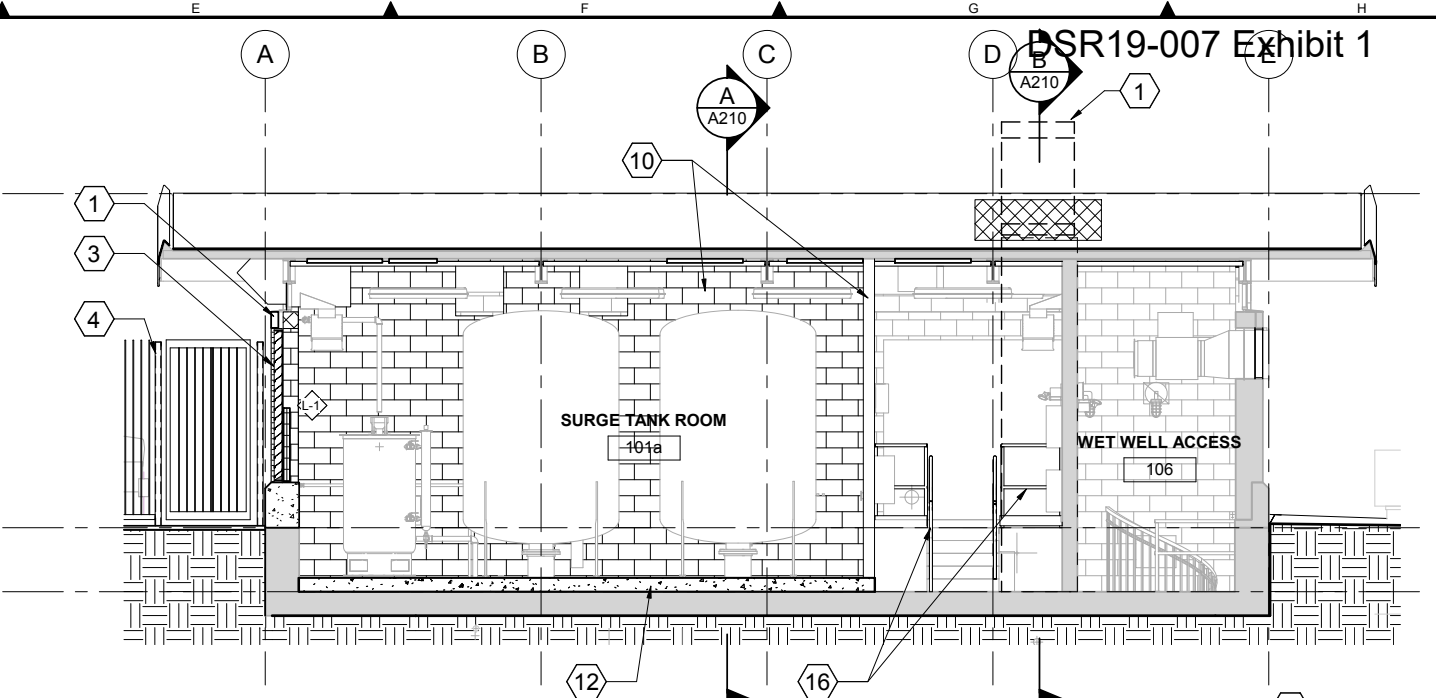 E F G H
DSR19-007 Exhibit 1
A B C D E
B
A210
A
A210
1
10
1
3
4
L-1
SURGE TANK ROOM
101a
WET WELL ACCESS
106
12
16